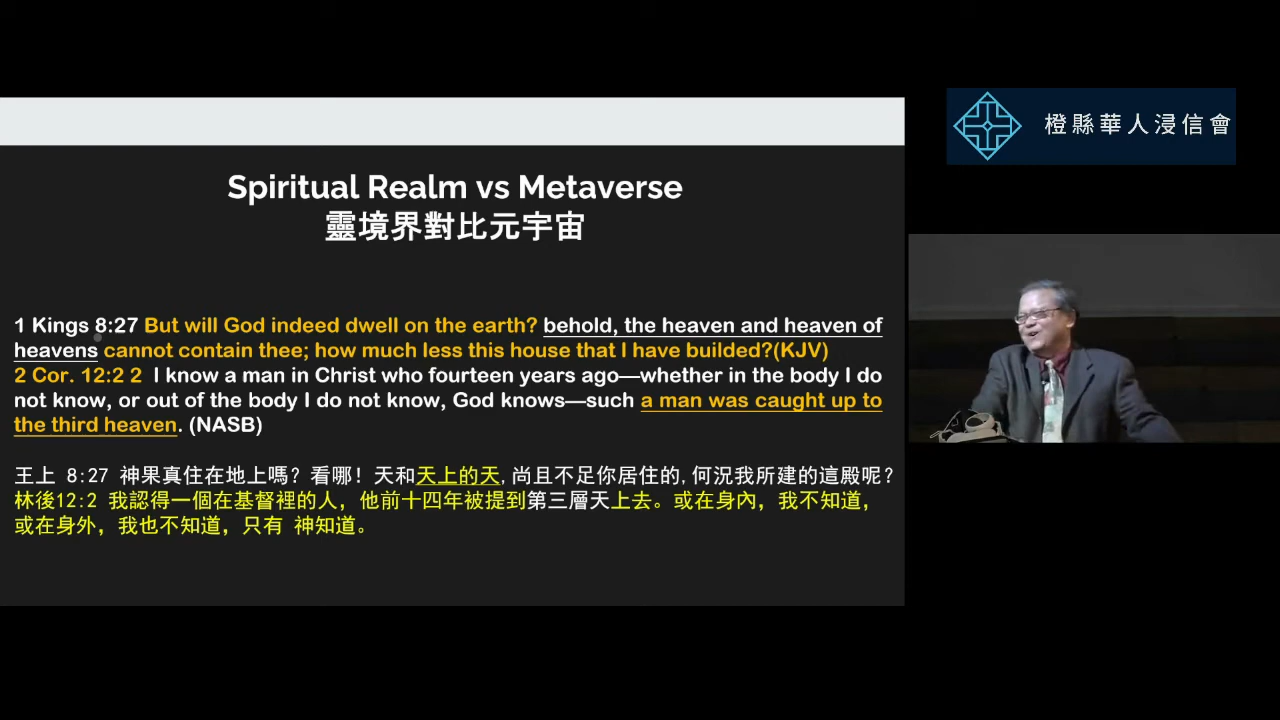 Spiritual Realm vs Metaverse
靈境界對比元宇宙
1 Kings 8:27 But will God indeed dwell on the earth? behold, the heaven and heaven of
heavens cannot contain thee; how much less this house that I have builded?(KJV)
2 Cor. 12:2 2  I know a man in Christ who fourteen years ago—whether in the body I do
not know, or out of the body I do not know, God knows—such a man was caught up to
the third heaven. (NASB)
王上 8:27 神果真住在地上嗎? 看哪! 天和天上的天,尚且不足你居住的,何況我所建的這殿呢?
林後12:2 我認得一個在基督裡的人，他前十四年被提到第三層天上去。或在身內，我不知道，
或在身外，我也不知道，只有 神知道。
橙縣華人浸信會